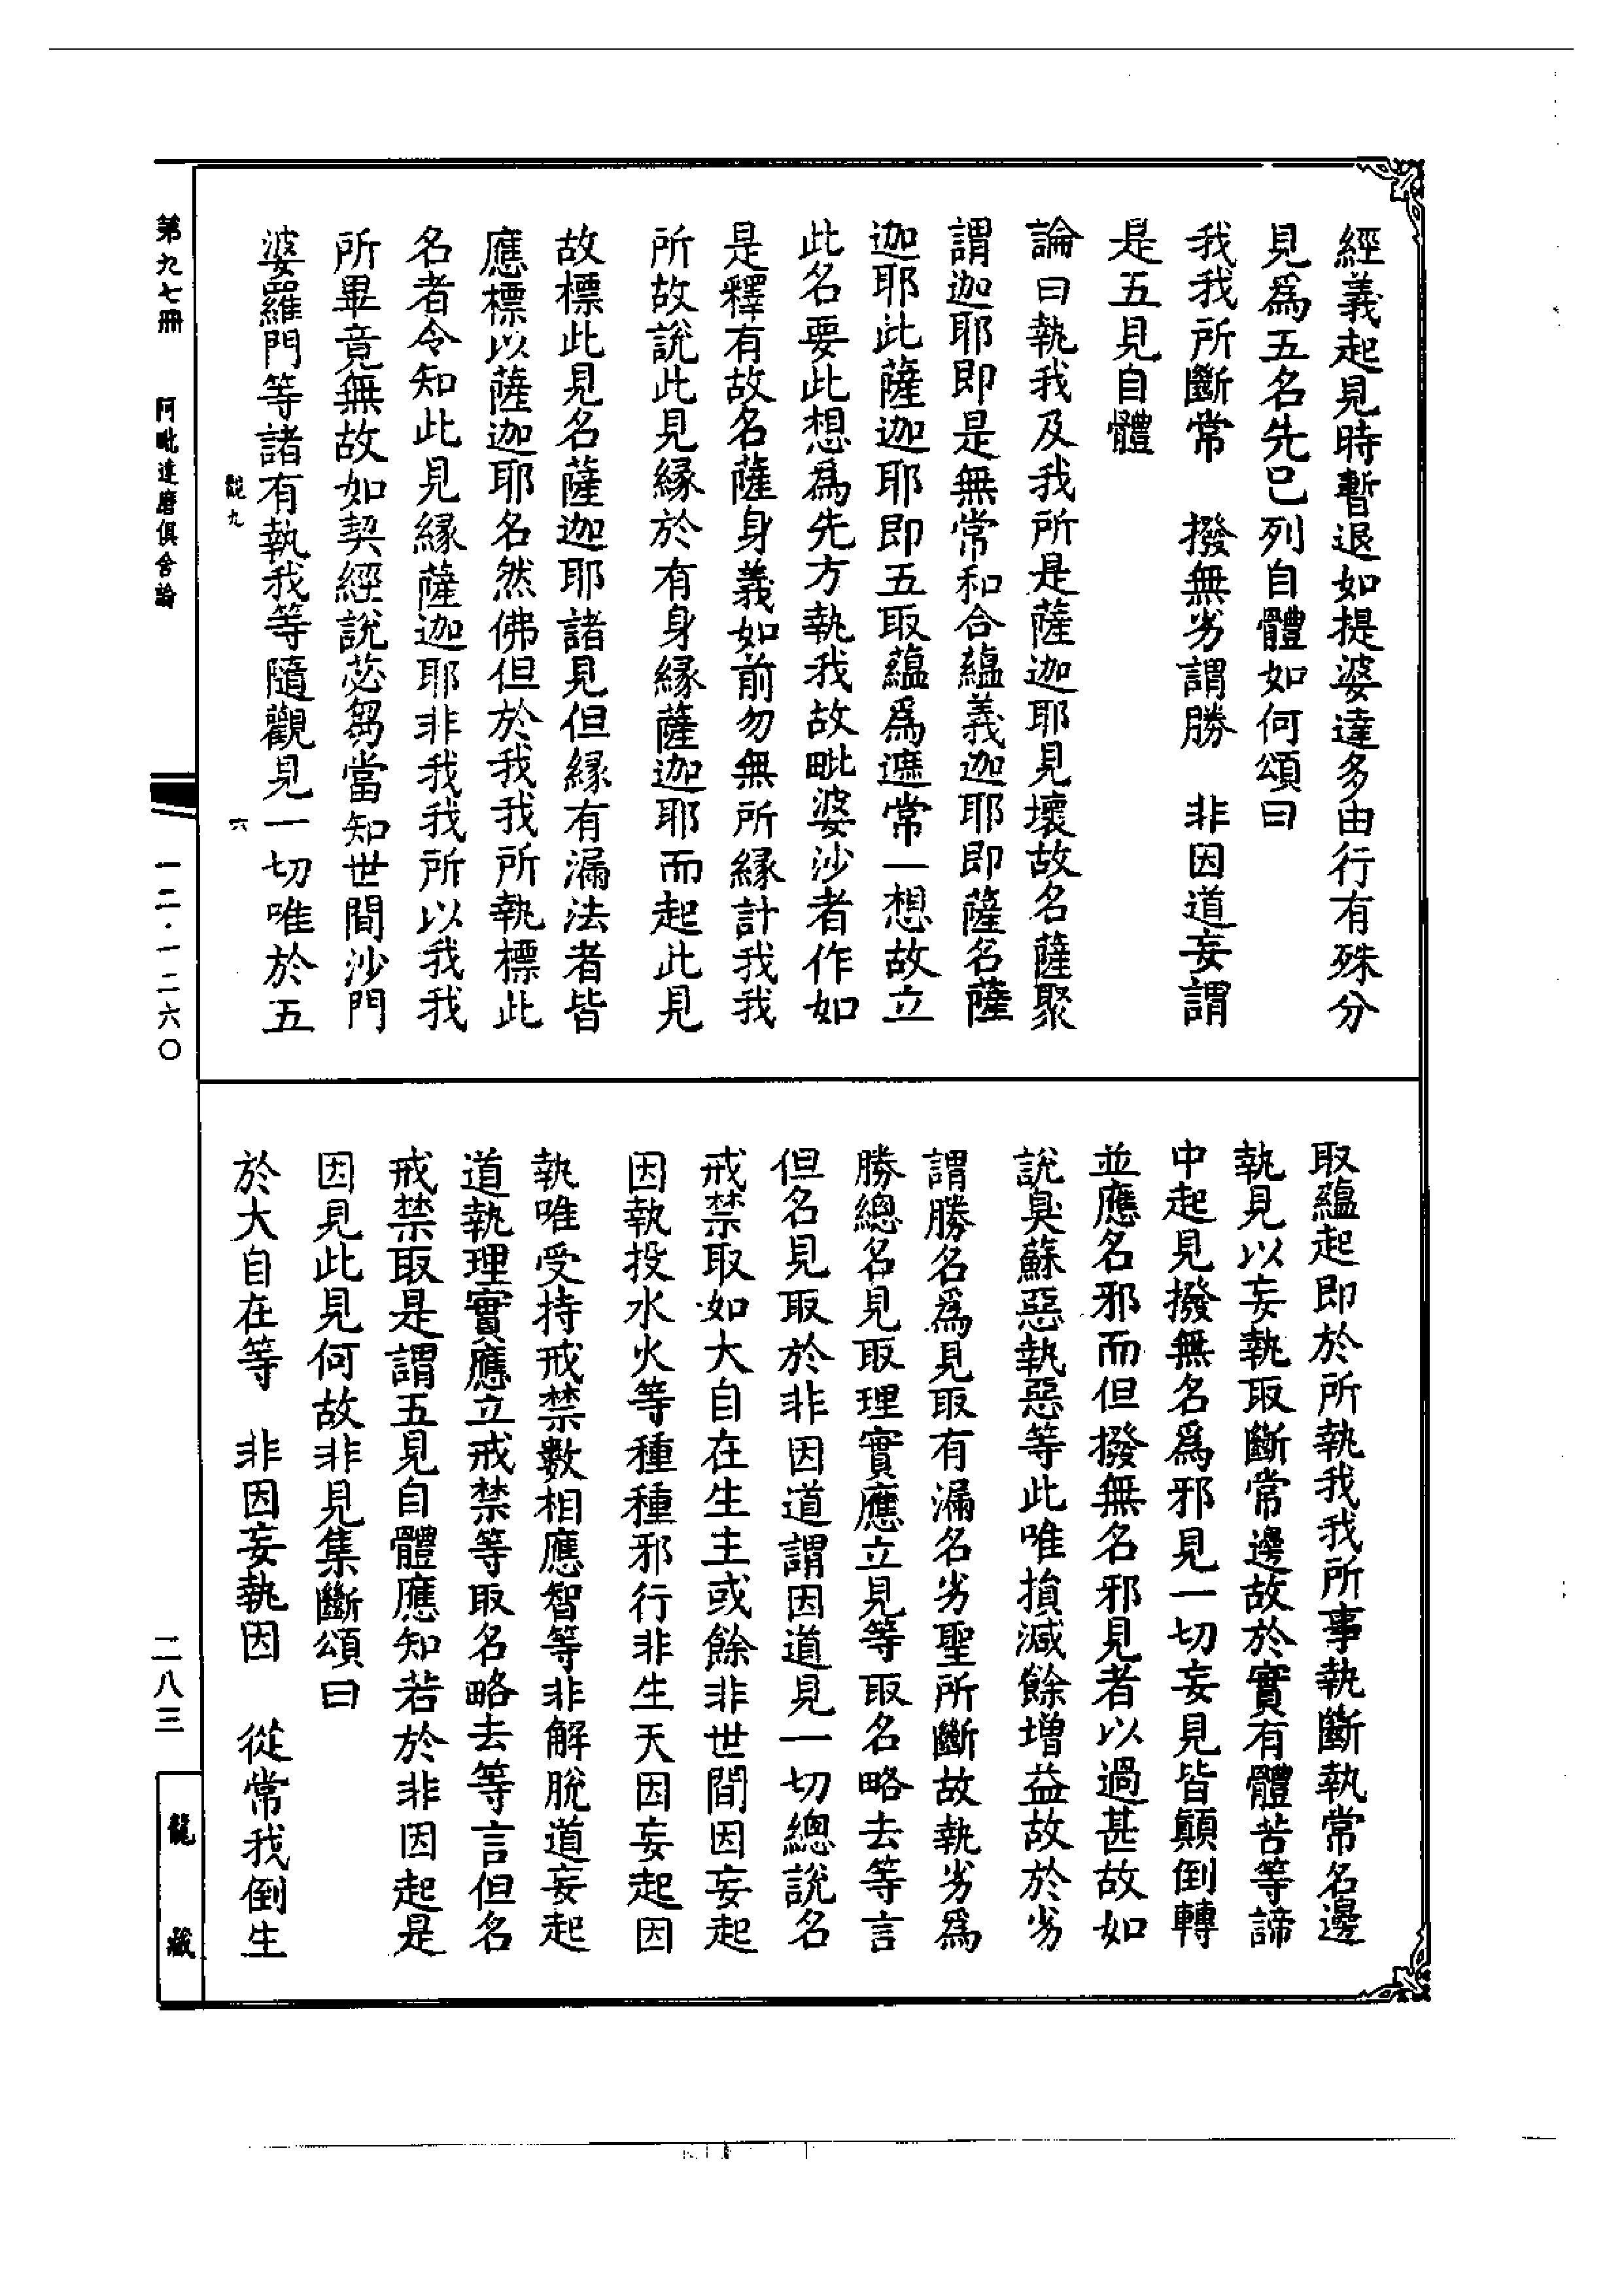 經義起見時暫退如提婆達多由行有殊分
見爲五名先已列自體如何頌曰
我我所斷常　撥無劣謂勝　非因道妄謂
是五見自體
論曰執我及我所是薩迦耶見壞故名薩聚
謂迦耶即是無常和合蘊義迦耶即薩名薩
迦耶此薩迦耶即五取蘊爲遮常一想故立
此名要此想爲先方執我故毗婆沙者作如
是釋有故名薩身義如前勿無所緣計我我
所故說此見緣於有身緣薩迦耶而起此見
故標此見名薩迦耶諸見但緣有漏法者皆
應標以薩迦耶名然佛但於我我所執標此
名者令知此見緣薩迦耶非我我所以我我
所畢竟無故如契經說苾芻當知世間沙門
婆羅門等諸有執我等隨觀見一切唯於五
觀九　六
取蘊起即於所執我我所事執斷執常名邊
執見以妄執取斷常邊故於實有體苦等諦
中起見撥無名爲邪見一切妄見皆顛倒轉
並應名邪而但撥無名邪見者以過甚故如
說臭蘇惡執惡等此唯損減餘增益故於劣
謂勝名爲見取有漏名劣聖所斷故執劣爲
勝總名見取理實應立見等取名略去等言
但名見取於非因道謂因道見一切總說名
戒禁取如大自在生主或餘非世間因妄起
因執投水火等種種邪行非生天因妄起因
執唯受持戒禁數相應智等非解脫道妄起
道執理實應立戒禁等取名略去等言但名
戒禁取是謂五見自體應知若於非因起是
因見此見何故非見集斷頌曰
於大自在等　非因妄執因　從常我倒生
第九七冊　阿毗達磨俱舍論　一二·一二六〇　二八三　龍藏